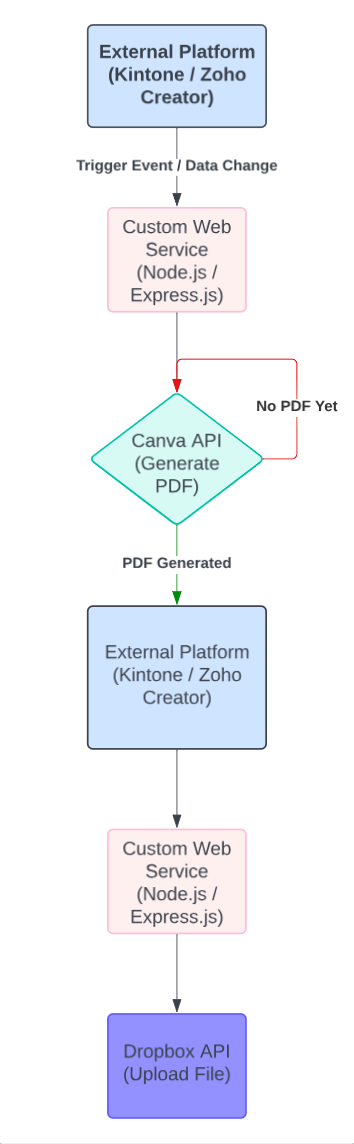 External Platform
(Kintone / Zoho
Creator)
Trigger Event / Data Change
Custom Web
Service
(Node.js /
Express.js)
No PDF Yet
Canva API
(Generate
PDF)
PDF Generated
External Platform
(Kintone / Zoho
Creator)
Custom Web
Service
(Node.js /
Express.js)
Dropbox API
(Upload File)